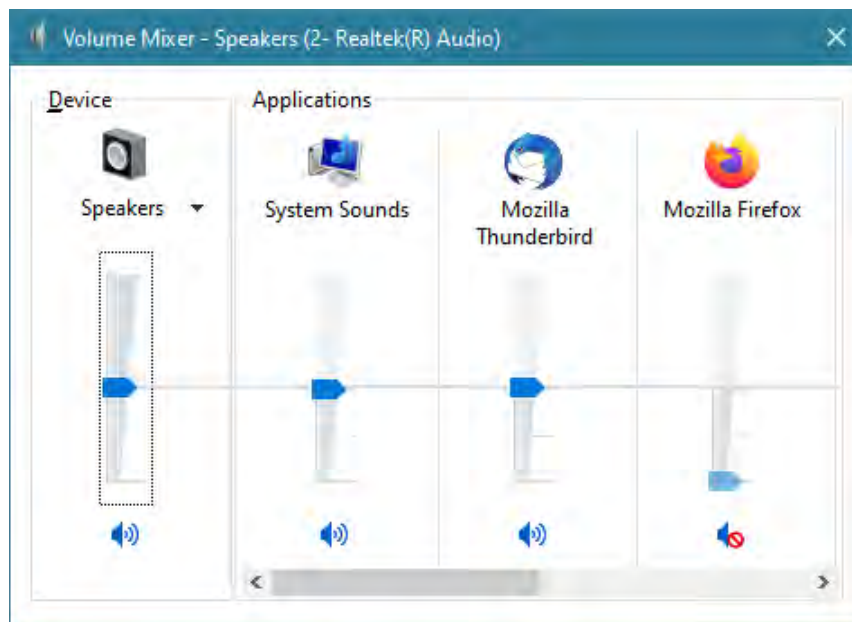 Volume Mixer - Speakers (2- Realtek(R) Audio)
Device
Applications
Speakers
System Sounds
Mozilla
Thunderbird
Mozilla Firefox